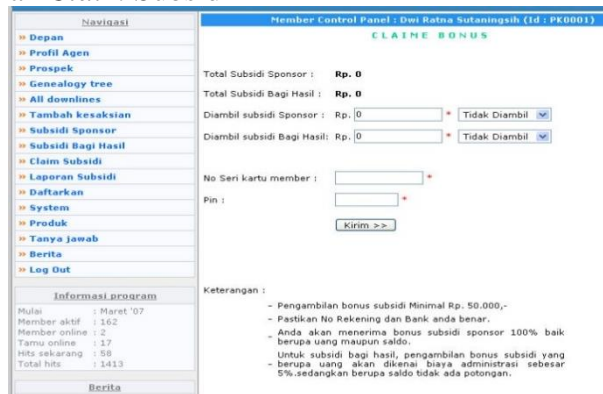 Navigasi
» Depan
» Profil Agen
» Prospek
» Genealogy tree
» All downlines
» Tambah kesaksian
» Subsidi Sponsor
» Subsidi Bagi Hasil
» Claim Subsidi
» Laporan Subsidi
» Daftarkan
» System
» Produk
» Tanya jawab
» Berita
» Log Out
Informasi program
Mulai : Maret '07
Member aktif : 162
Member online : 2
Tamu online : 17
Hits sekarang : 58
Total hits : 1413
Berita
Member Control Panel : Dwi Ratna Sutaningsih (Id : PK0001)
CLAIME BONUS
Total Subsidi Sponsor : Rp. 0
Total Subsidi Bagi Hasil : Rp. 0
Diambil subsidi Sponsor : Rp. 0 * Tidak Diambil
Diambil subsidi Bagi Hasil: Rp. 0 * Tidak Diambil
No Seri kartu member : *
Pin : *
Kirim >>
Keterangan :
- Pengambilan bonus subsidi Minimal Rp. 50.000,-
- Pastikan No Rekening dan Bank anda benar.
- Anda akan menerima bonus subsidi sponsor 100% baik
berupa uang maupun saldo.
Untuk subsidi bagi hasil, pengambilan bonus subsidi yang
- berupa uang akan dikenai biaya administrasi sebesar
5%.sedangkan berupa saldo tidak ada potongan.